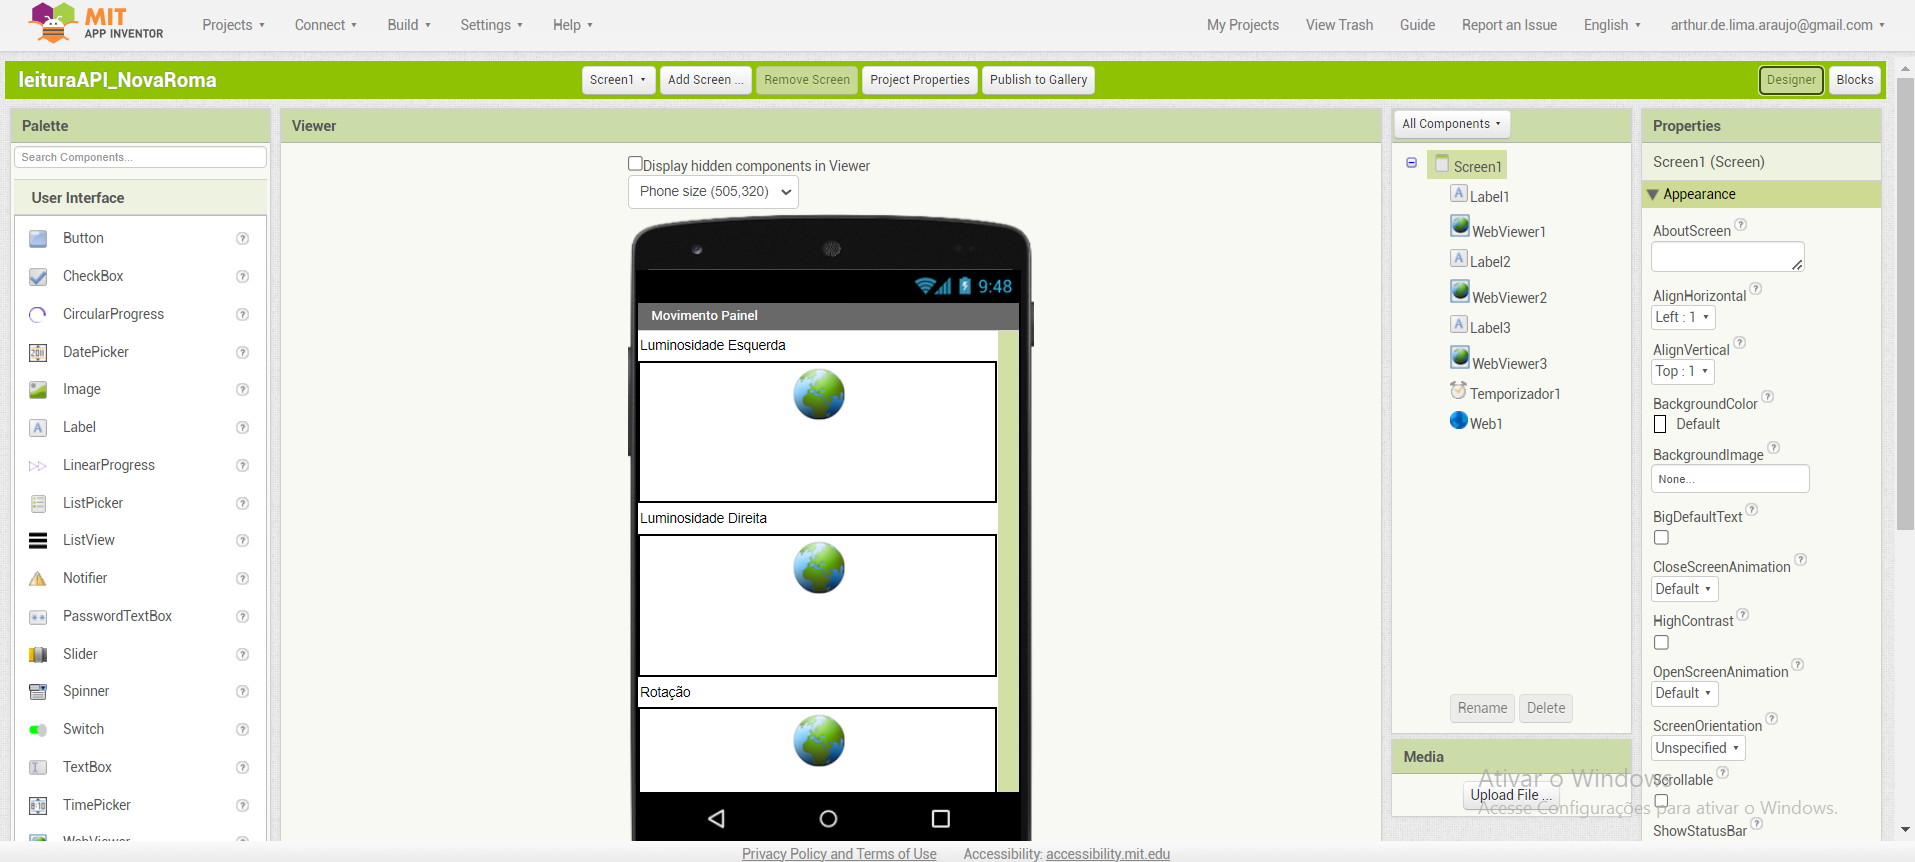 MIT
APP INVENTOR
Projects
Connect
Build
Settings
Help
My Projects
View Trash
Guide
Report an Issue
English
arthur.de.lima.araujo@gmail.com
leituraAPI_NovaRoma
Screen1
Add Screen ...
Remove Screen
Project Properties
Publish to Gallery
Designer
Blocks
Palette
Search Components...
User Interface
Button
CheckBox
CircularProgress
DatePicker
Image
Label
LinearProgress
ListPicker
ListView
Notifier
PasswordTextBox
Slider
Spinner
Switch
TextBox
TimePicker
WebViewer
Viewer
Display hidden components in Viewer
Phone size (505,320)
9:48
Movimento Painel
Luminosidade Esquerda
Luminosidade Direita
Rotação
All Components
Screen1
Label1
WebViewer1
Label2
WebViewer2
Label3
WebViewer3
Temporizador1
Web1
Rename
Delete
Media
Upload File ...
Properties
Screen1 (Screen)
Appearance
AboutScreen
AlignHorizontal
Left : 1
AlignVertical
Top : 1
BackgroundColor
Default
BackgroundImage
None...
BigDefaultText
CloseScreenAnimation
Default
HighContrast
OpenScreenAnimation
Default
ScreenOrientation
Unspecified
Scrollable
ShowStatusBar
Ativar o Windows
Acesse Configurações para ativar o Windows.
Privacy Policy and Terms of Use
Accessibility: accessibility.mit.edu